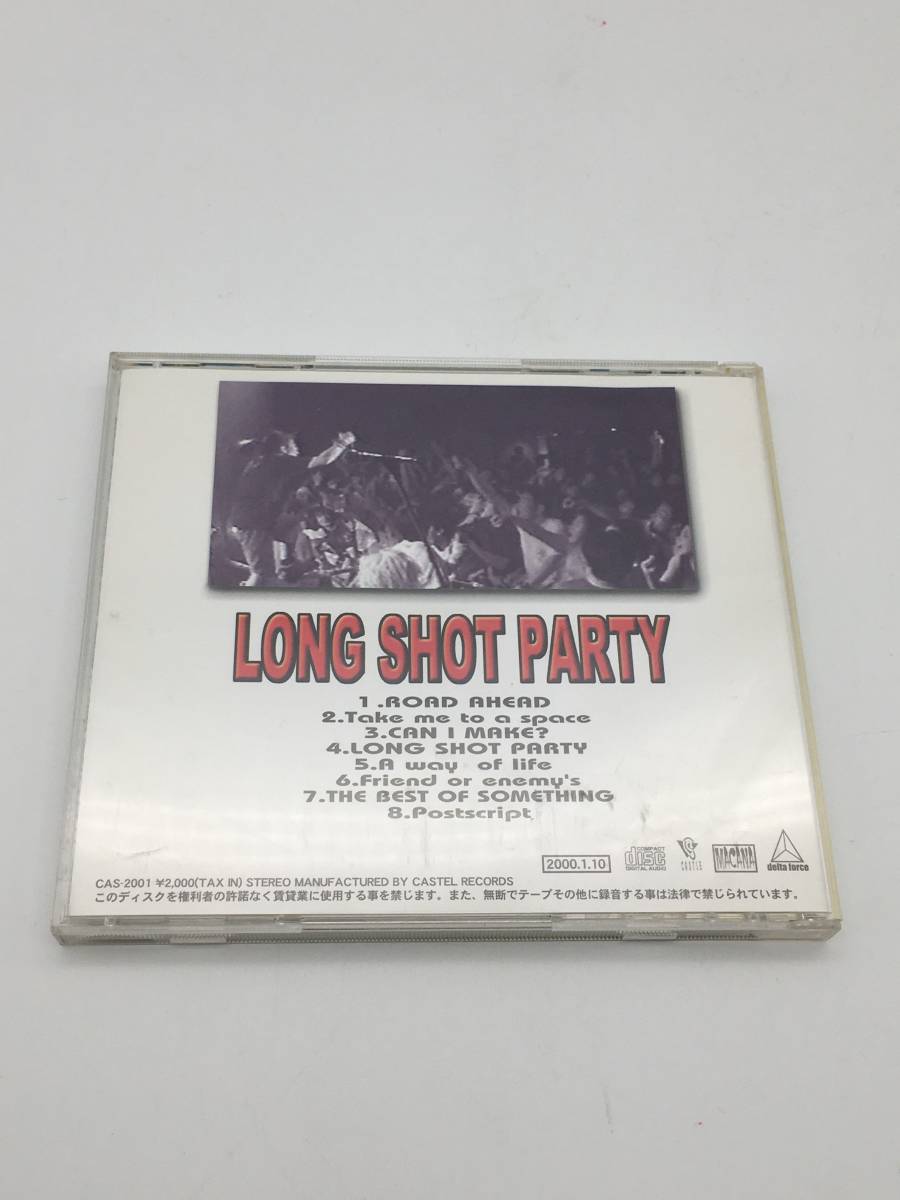 LONG SHOT PARTY
1.ROAD AHEAD
2.Take me to a space
3.CAN I MAKE?
4.LONG SHOT PARTY
5.A way of life
6.Friend or enemy's
7.THE BEST OF SOMETHING
8.Postscript
2000.1.10 COMPACT disc DIGITAL AUDIO CASTLE MACANA delta force
CAS-2001 ¥2,000(TAX IN) STEREO MANUFACTURED BY CASTEL RECORDS
このディスクを権利者の許諾なく賃貸業に使用する事を禁じます。また、無断でテープその他に録音する事は法律で禁じられています。